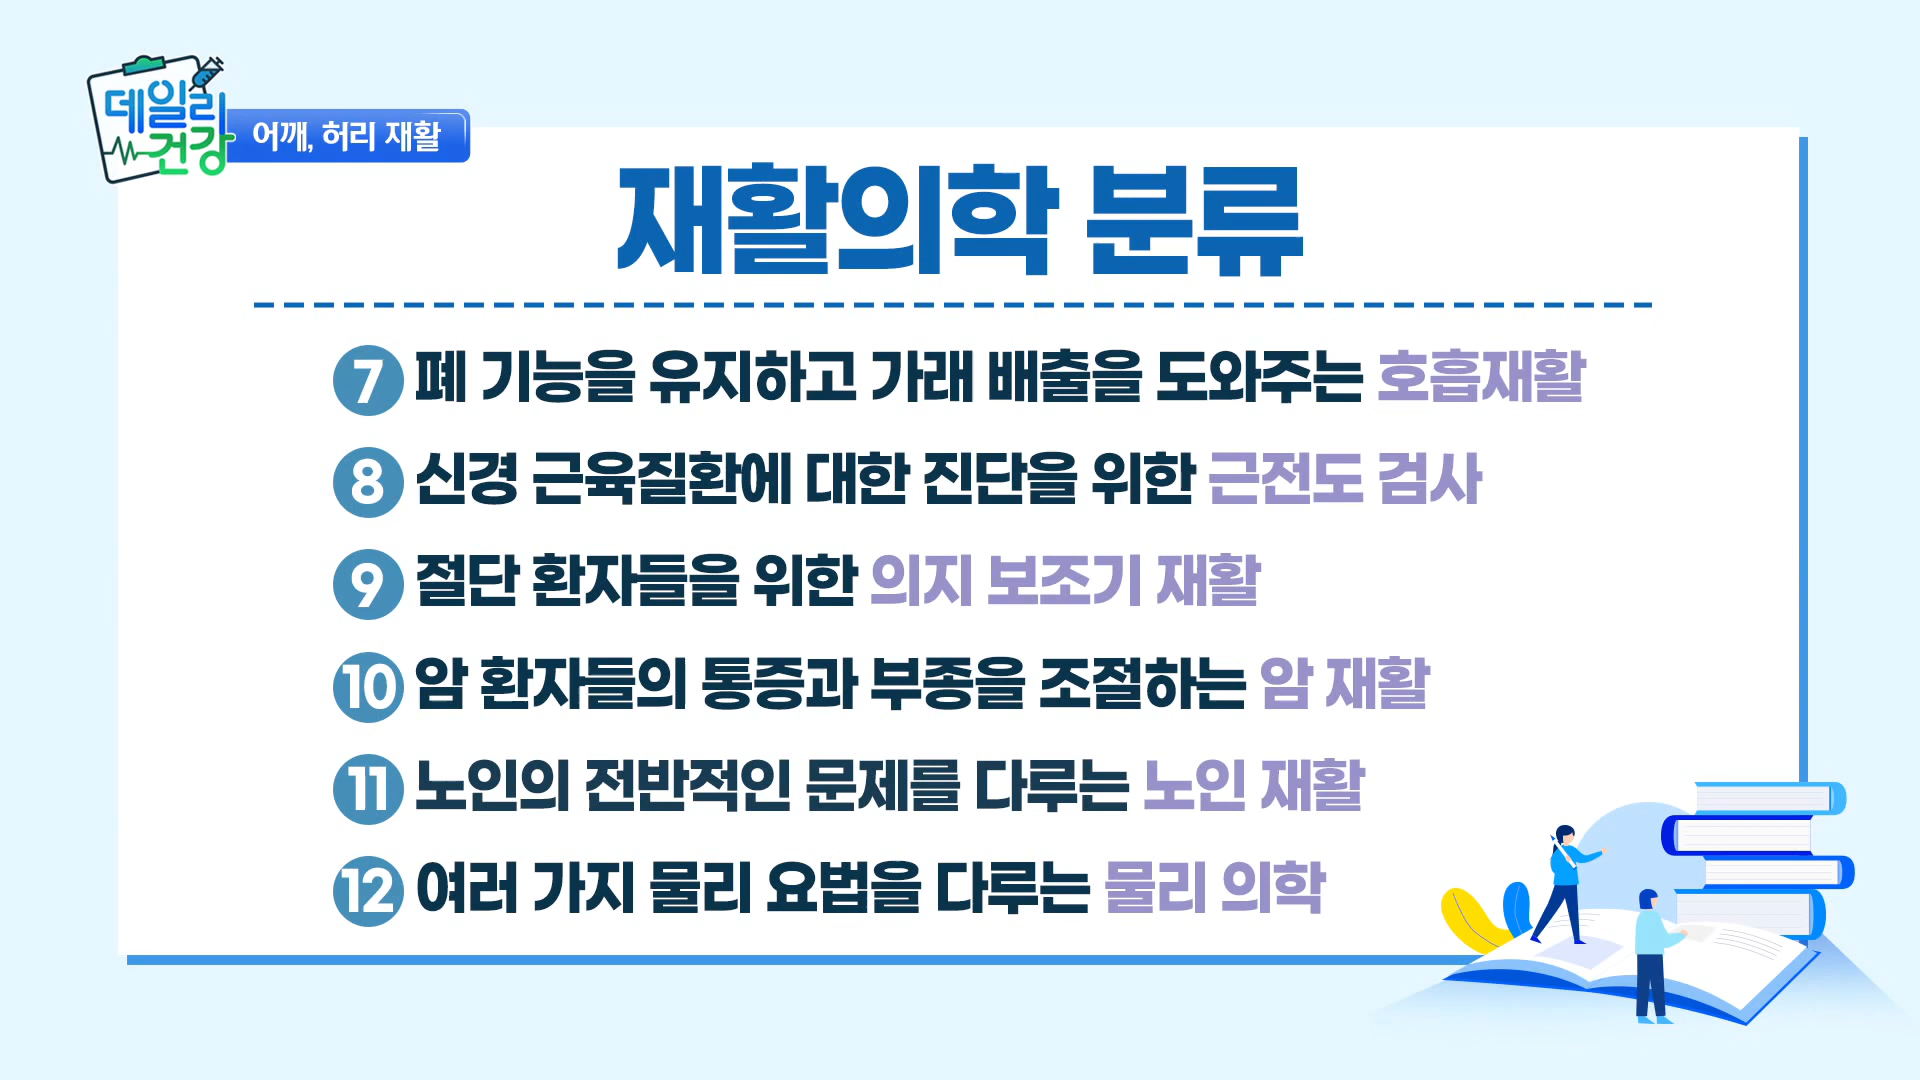 데일리
건강
어깨, 허리 재활
재활의학 분류
7 폐 기능을 유지하고 가래 배출을 도와주는 호흡재활
8 신경 근육질환에 대한 진단을 위한 근전도 검사
9 절단 환자들을 위한 의지 보조기 재활
10 암 환자들의 통증과 부종을 조절하는 암 재활
11 노인의 전반적인 문제를 다루는 노인 재활
12 여러 가지 물리 요법을 다루는 물리 의학